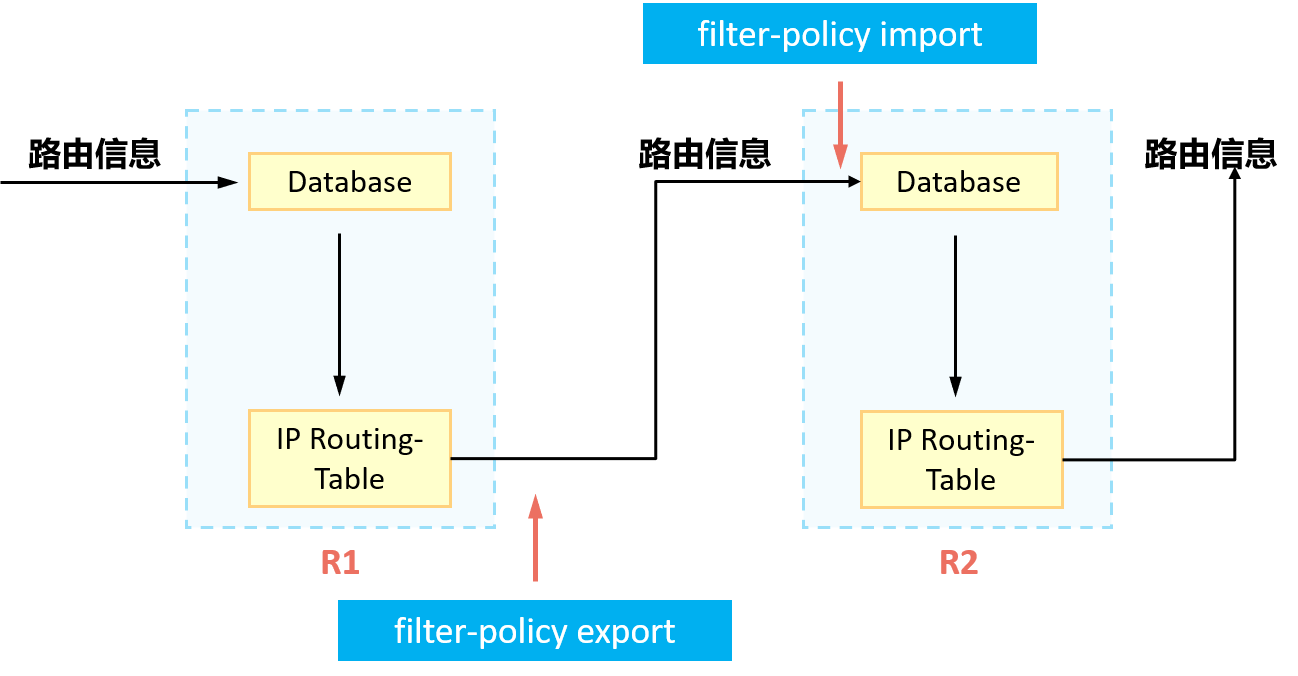 filter-policy import
路由信息
Database
路由信息
Database
路由信息
IP Routing-
Table
IP Routing-
Table
R1
R2
filter-policy export